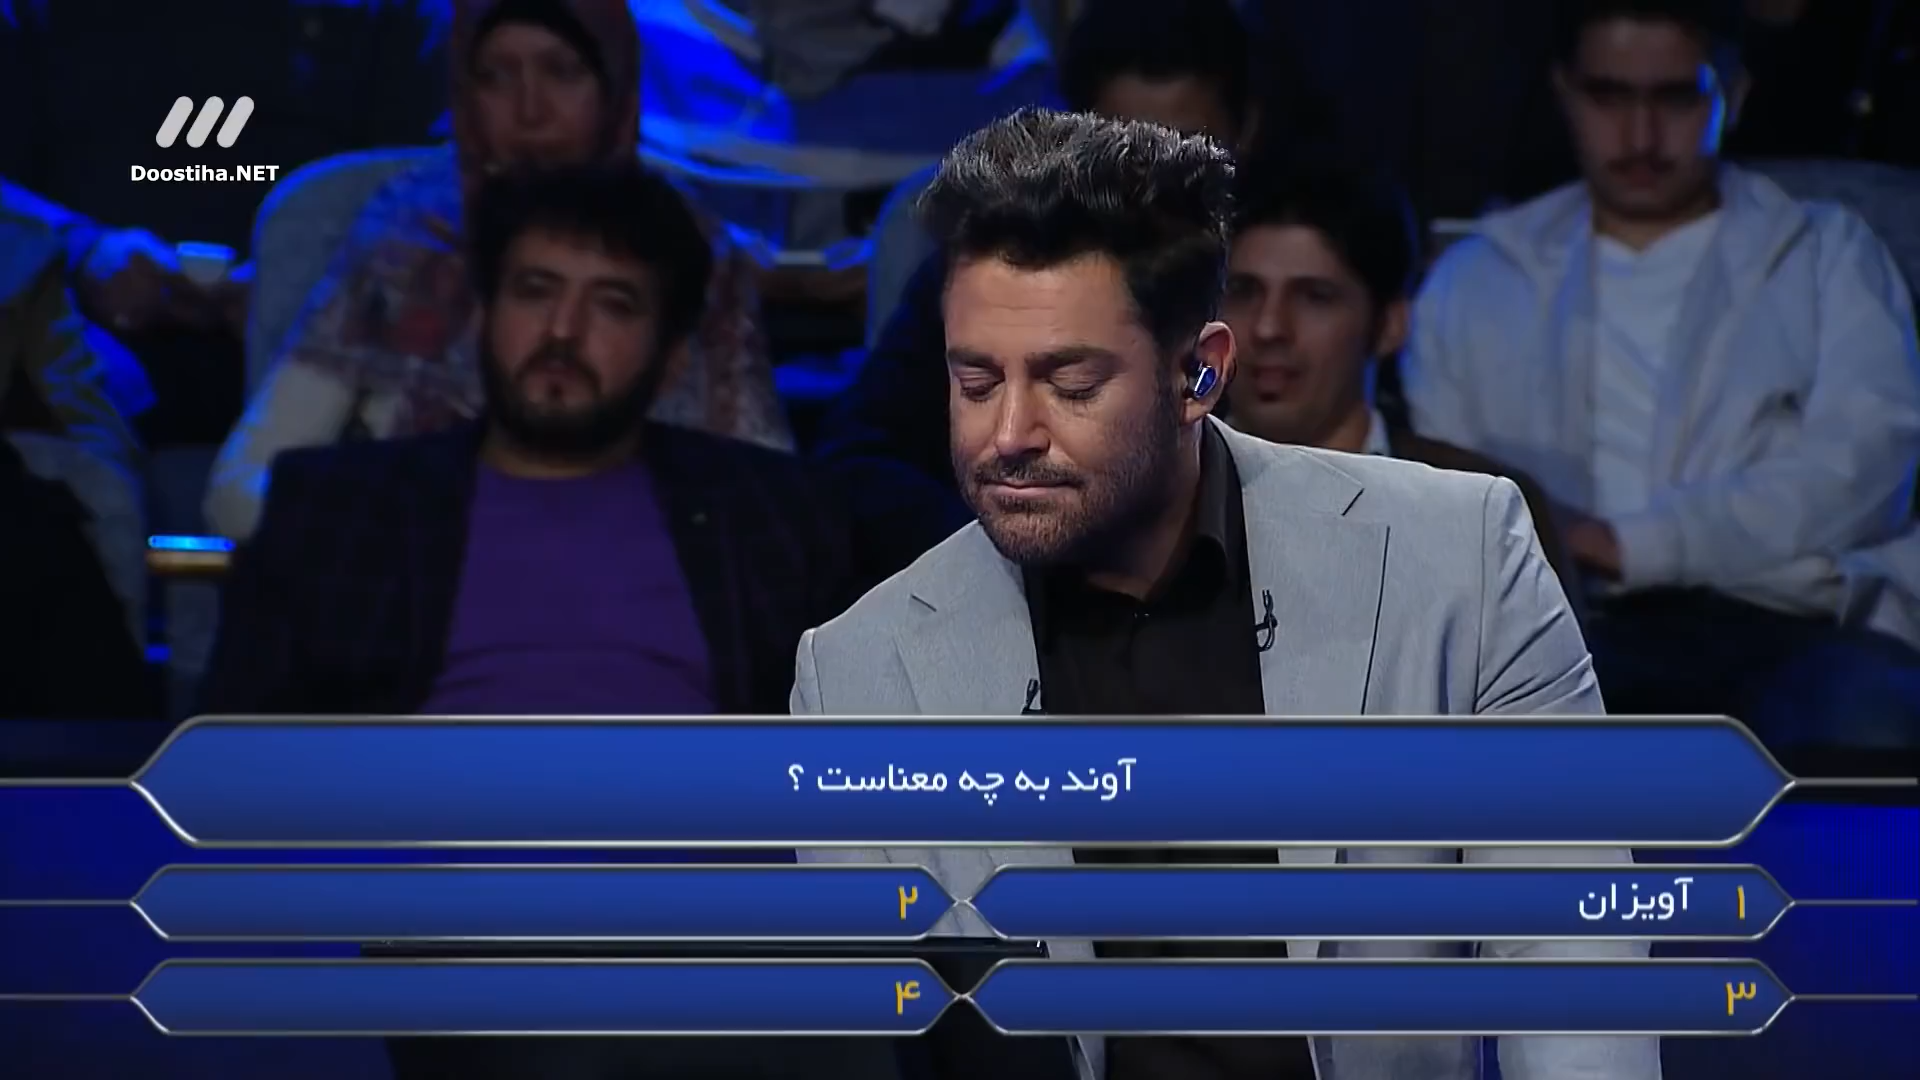 Doostiha.NET
آوند به چه معناست ؟
۱ آویزان
۲
۳
۴